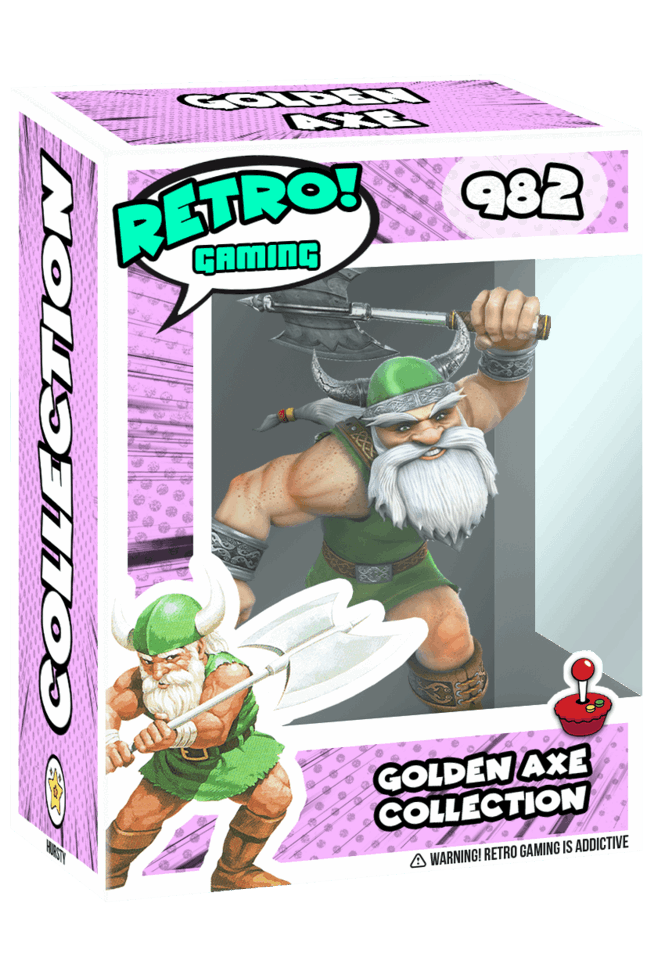 GOLDEN
AXE
RETRO!
GAMING
982
COLLECTION
GOLDEN AXE
COLLECTION
WARNING! RETRO GAMING IS ADDICTIVE
HURSTY